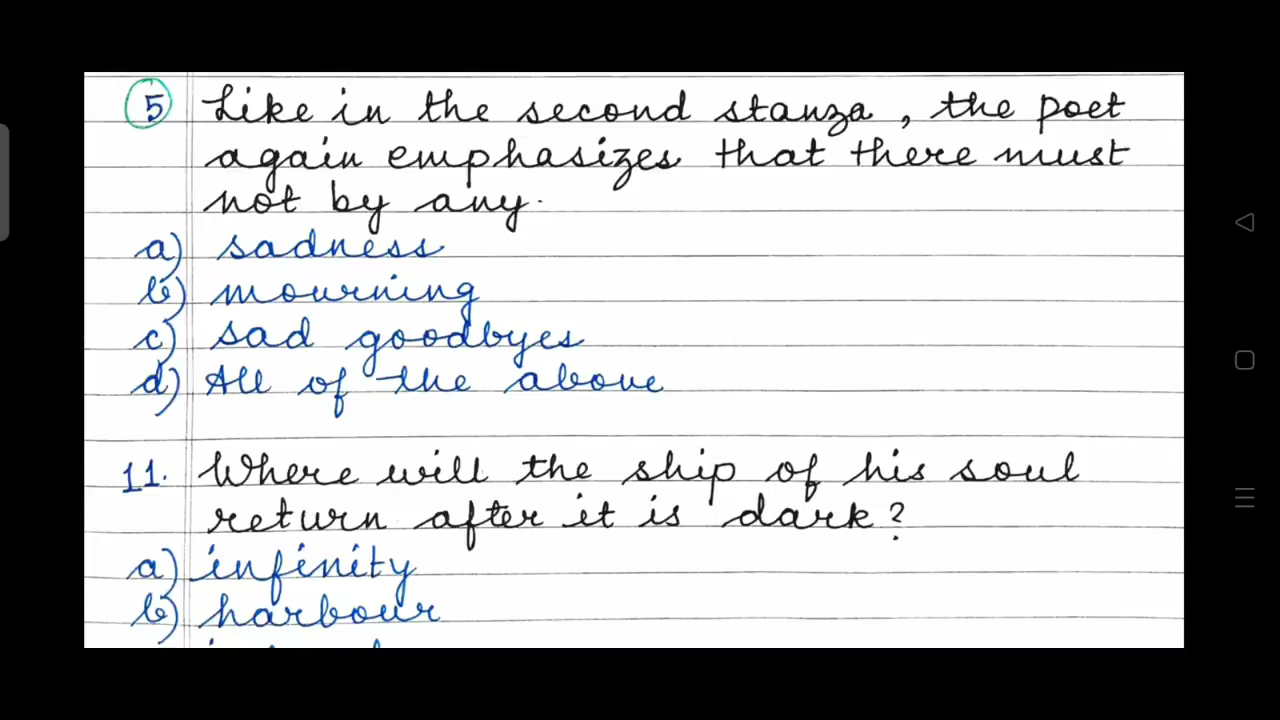 5 Like in the second stanza, the poet
again emphasizes that there must
not by any.
a) sadness
b) mourning
c) sad goodbyes
d) All of the above
11. Where will the ship of his soul
return after it is dark?
a) infinity
b) harbour